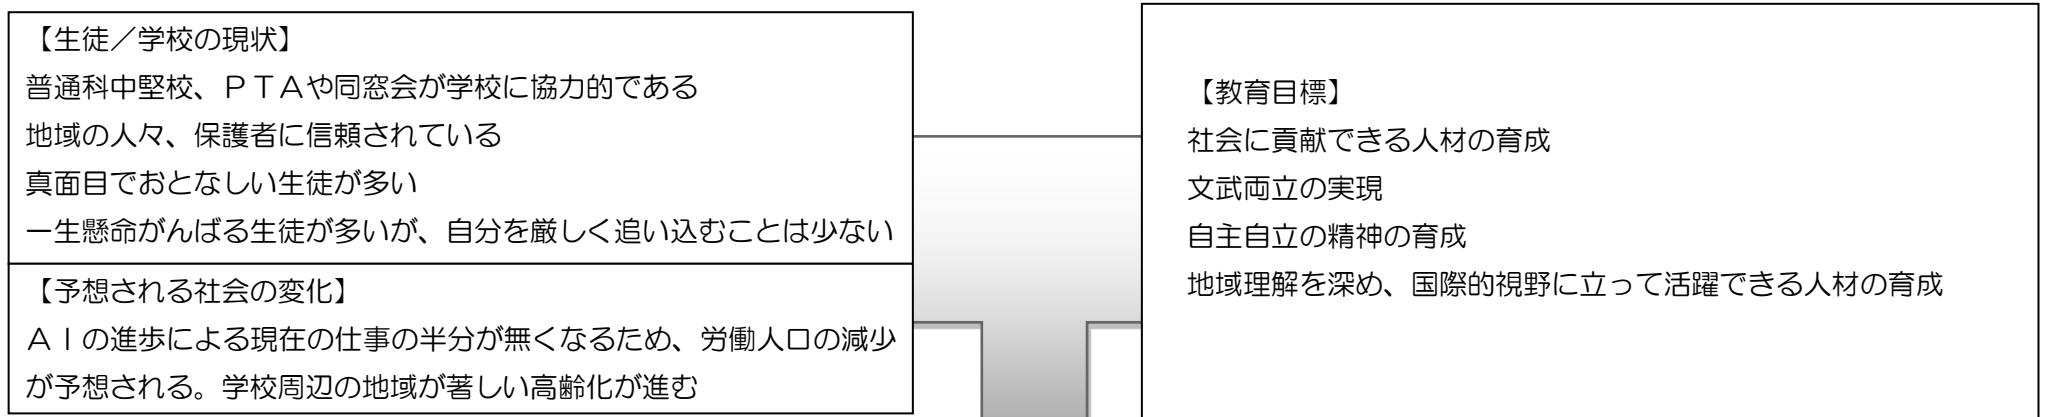 【生徒／学校の現状】
普通科中堅校、ＰＴＡや同窓会が学校に協力的である
地域の人々、保護者に信頼されている
真面目でおとなしい生徒が多い
一生懸命がんばる生徒が多いが、自分を厳しく追い込むことは少ない
【予想される社会の変化】
ＡＩの進歩による現在の仕事の半分が無くなるため、労働人口の減少
が予想される。学校周辺の地域が著しい高齢化が進む
【教育目標】
社会に貢献できる人材の育成
文武両立の実現
自主自立の精神の育成
地域理解を深め、国際的視野に立って活躍できる人材の育成